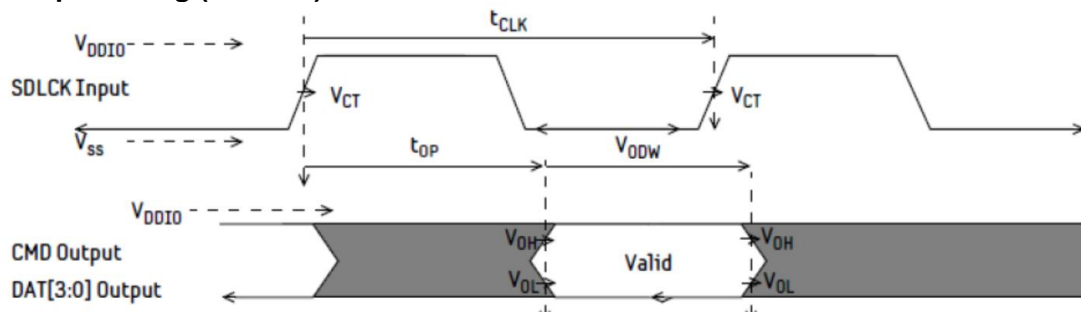 tCLK
VDDIO
SDLCK Input
VCT
VCT
VSS
tOP
VODW
VDDIO
CMD Output
VOH
Valid
VOH
DAT[3:0] Output
VOL
VOL